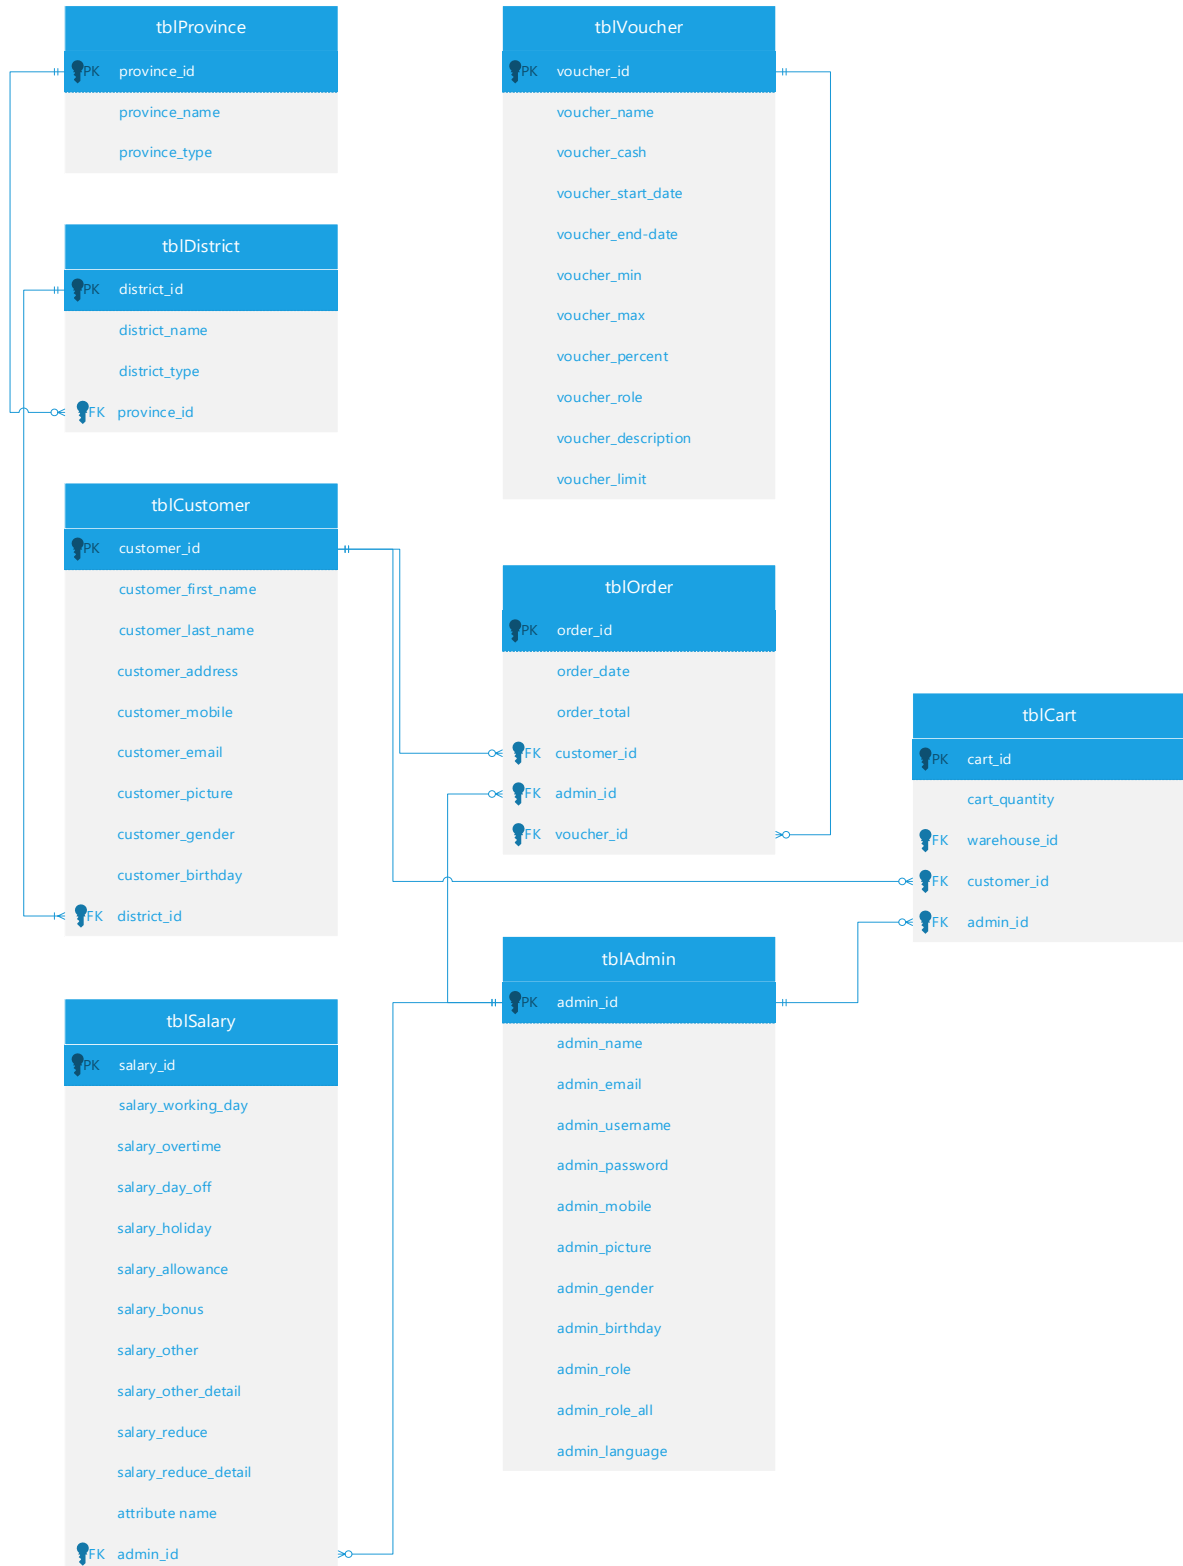 tblProvince
PK province_id
province_name
province_type
tblDistrict
PK district_id
district_name
district_type
FK province_id
tblCustomer
PK customer_id
customer_first_name
customer_last_name
customer_address
customer_mobile
customer_email
customer_picture
customer_gender
customer_birthday
FK district_id
tblSalary
PK salary_id
salary_working_day
salary_overtime
salary_day_off
salary_holiday
salary_allowance
salary_bonus
salary_other
salary_other_detail
salary_reduce
salary_reduce_detail
attribute name
FK admin_id
tblVoucher
PK voucher_id
voucher_name
voucher_cash
voucher_start_date
voucher_end-date
voucher_min
voucher_max
voucher_percent
voucher_role
voucher_description
voucher_limit
tblOrder
PK order_id
order_date
order_total
FK customer_id
FK admin_id
FK voucher_id
tblAdmin
PK admin_id
admin_name
admin_email
admin_username
admin_password
admin_mobile
admin_picture
admin_gender
admin_birthday
admin_role
admin_role_all
admin_language
tblCart
PK cart_id
cart_quantity
FK warehouse_id
FK customer_id
FK admin_id